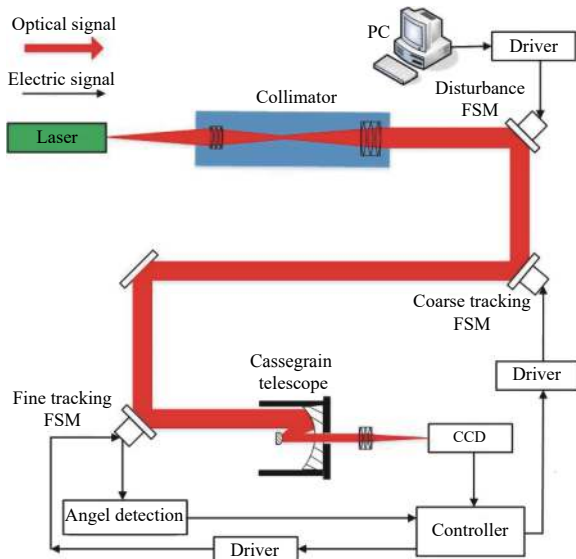 Optical signal
Electric signal
PC
Driver
Disturbance
FSM
Collimator
Laser
Coarse tracking
FSM
Cassegrain
telescope
Driver
Fine tracking
FSM
CCD
Angel detection
Controller
Driver